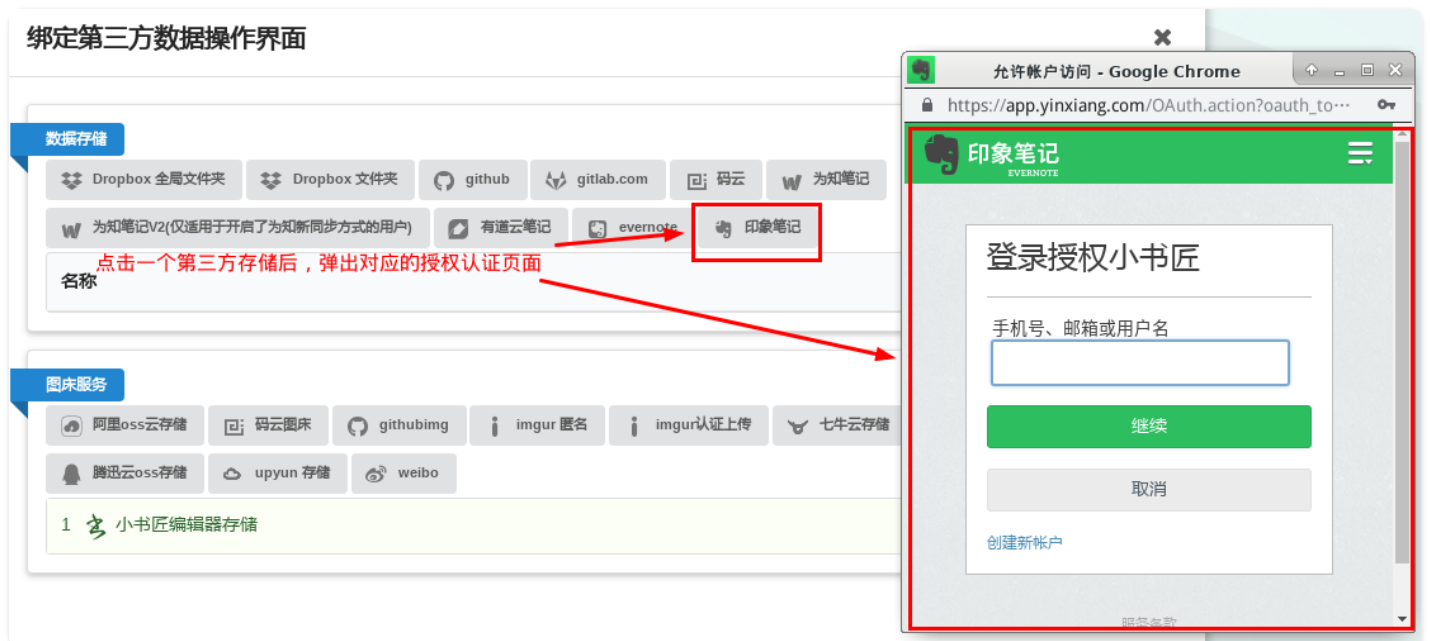 绑定第三方数据操作界面
数据存储
Dropbox 全局文件夹
Dropbox 文件夹
github
gitlab.com
码云
为知笔记
为知笔记V2(仅适用于开启了为知新同步方式的用户)
有道云笔记
evernote
印象笔记
点击一个第三方存储后，弹出对应的授权认证页面
名称
图床服务
阿里oss云存储
码云图床
githubimg
imgur 匿名
imgur认证上传
七牛云存储
腾迅云oss存储
upyun 存储
weibo
1 小书匠编辑器存储
允许帐户访问 - Google Chrome
https://app.yinxiang.com/OAuth.action?oauth_to…
印象笔记
EVERNOTE
登录授权小书匠
手机号、邮箱或用户名
继续
取消
创建新帐户
服务条款